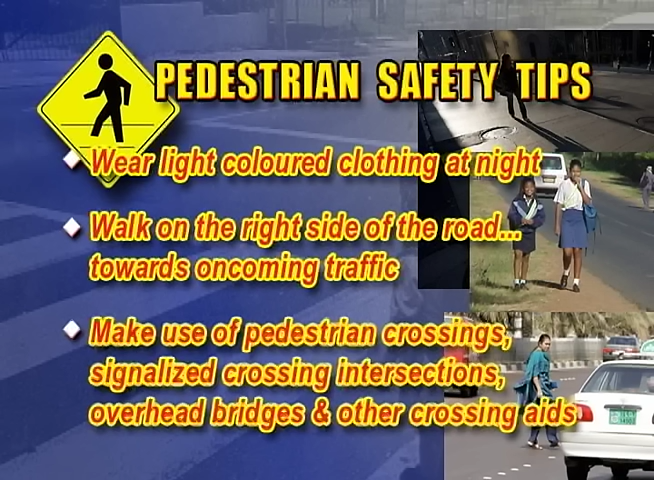 PEDESTRIAN SAFETY TIPS
Wear light coloured clothing at night
Walk on the right side of the road...
towards oncoming traffic
Make use of pedestrian crossings,
signalized crossing intersections,
overhead bridges & other crossing aids